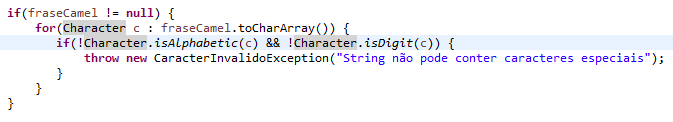 if(fraseCamel != null) {
for(Character c : fraseCamel.toCharArray()) {
if(!Character.isAlphabetic(c) && !Character.isDigit(c)) {
throw new CaracterInvalidoException("String não pode conter caracteres especiais");
}
}
}